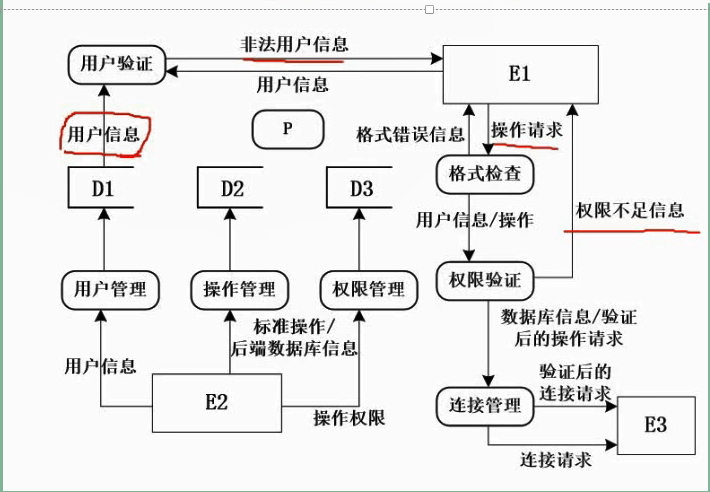 非法用户信息
用户验证
E1
用户信息
用户信息
P
格式错误信息
操作请求
D1
D2
D3
格式检查
用户信息/操作
权限不足信息
用户管理
操作管理
权限管理
权限验证
标准操作/
后端数据库信息
数据库信息/验证
后的操作请求
用户信息
验证后的
连接请求
E2
操作权限
连接管理
E3
连接请求